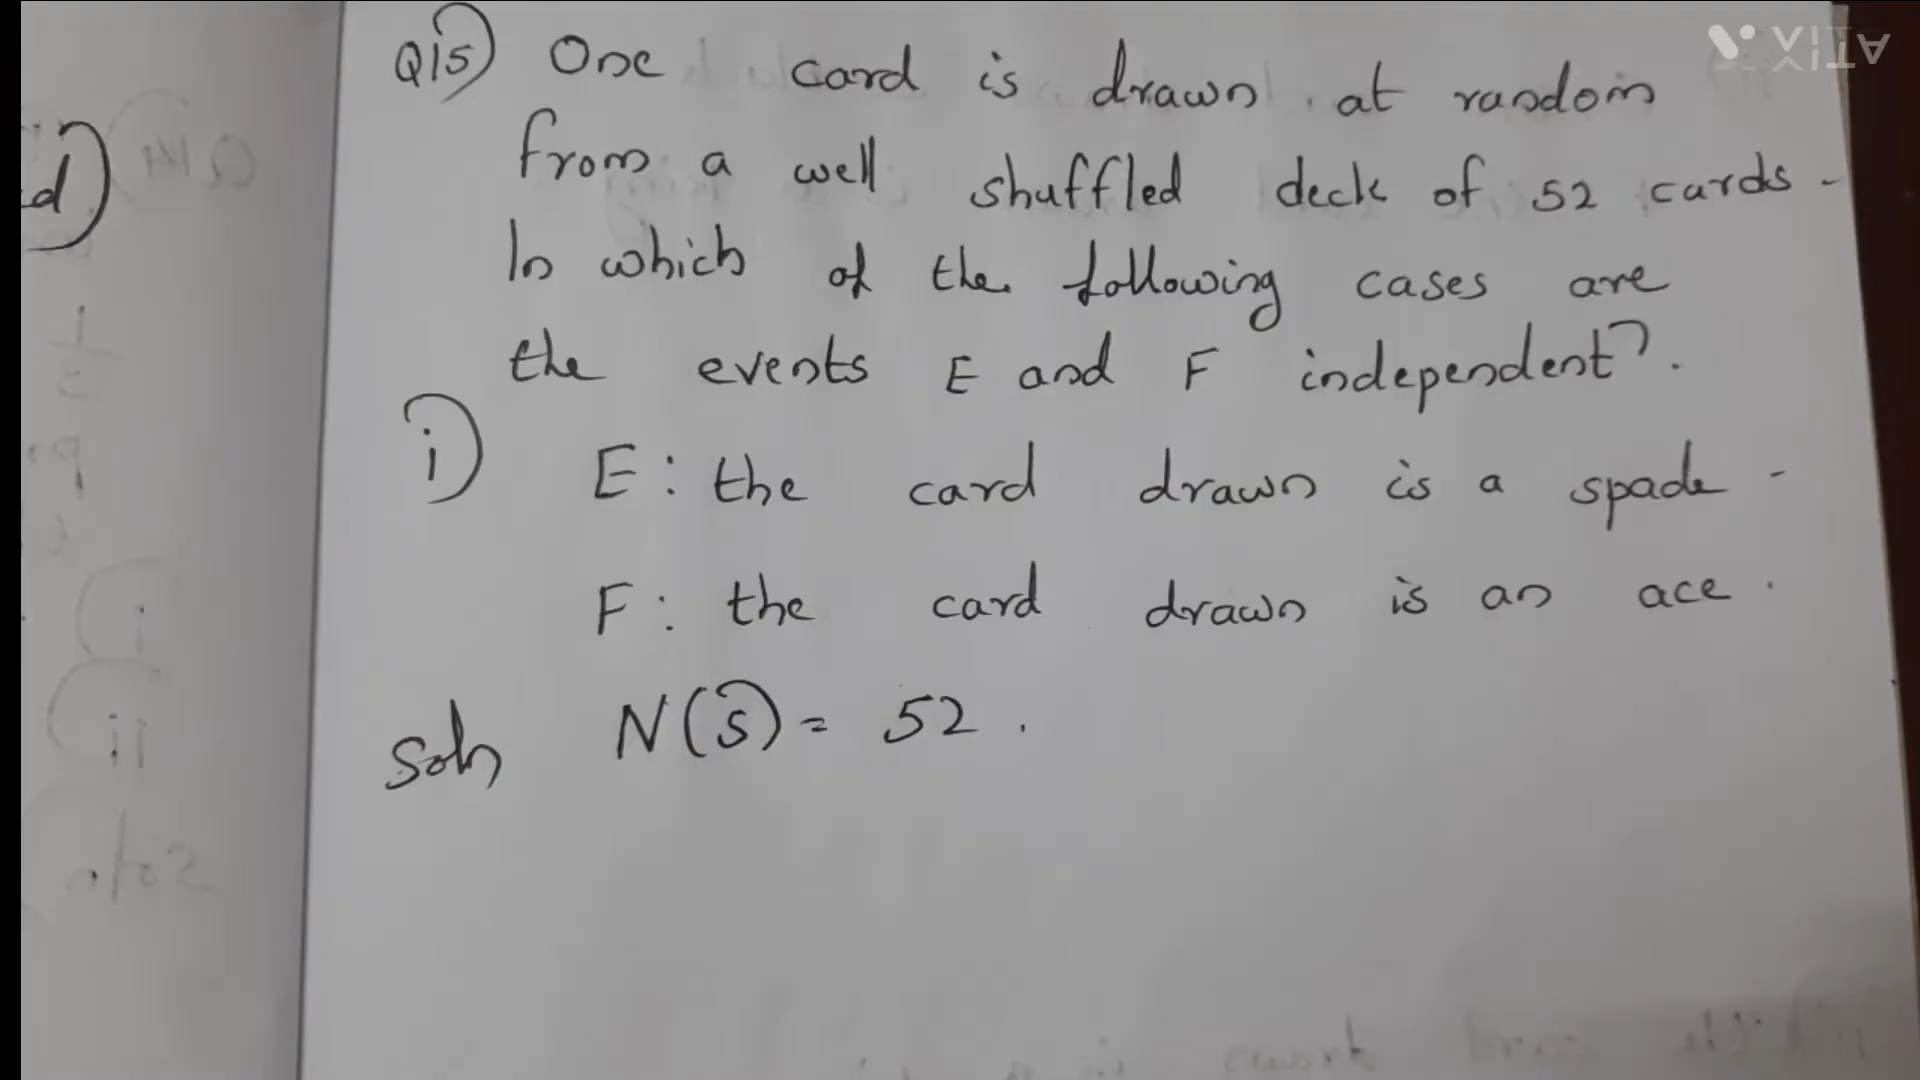 Q15) One card is drawn at random
from a well shuffled deck of 52 cards.
In which of the following cases are
the events E and F independent?.
i) E: the card drawn is a spade.
F: the card drawn is an ace.
Soln N(S) = 52.
d)
VIXATIV